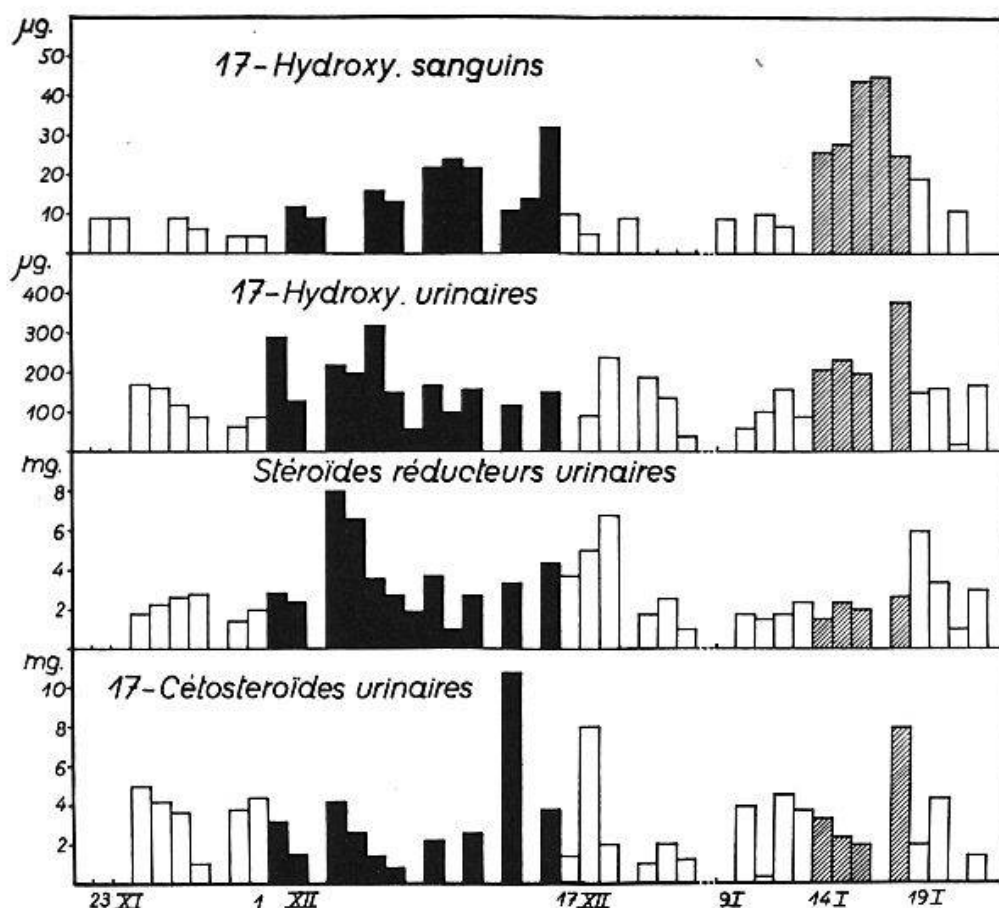 µg.
17-Hydroxy. sanguins
50
40
30
20
10
µg.
17-Hydroxy. urinaires
400
300
200
100
mg.
Stéroïdes réducteurs urinaires
8
6
4
2
mg.
17-Cétosteroïdes urinaires
10
8
6
4
2
23 XI 1 XII 17 XII 9 I 14 I 19 I